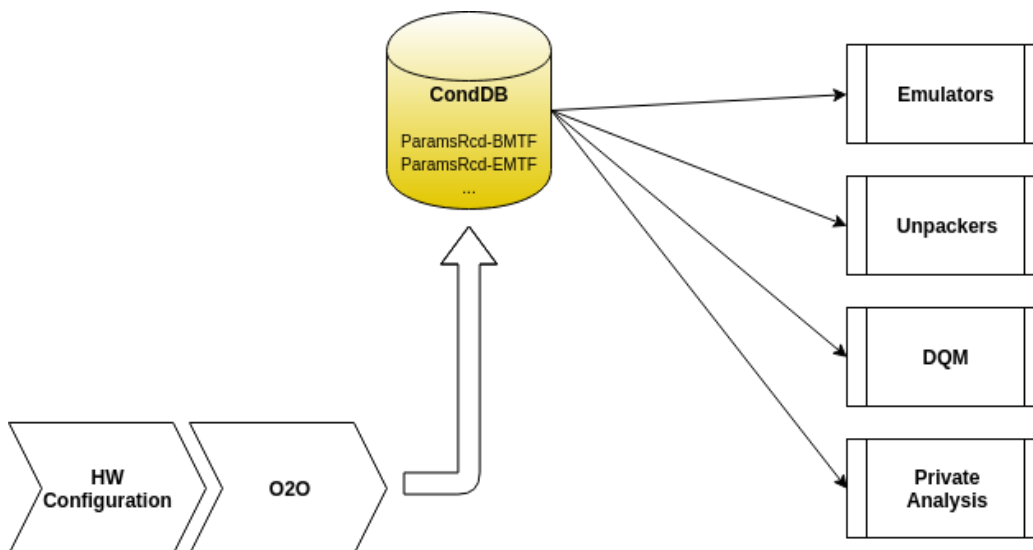 CondDB
ParamsRcd-BMTF
ParamsRcd-EMTF
...
Emulators
Unpackers
DQM
Private
Analysis
HW
Configuration
O2O